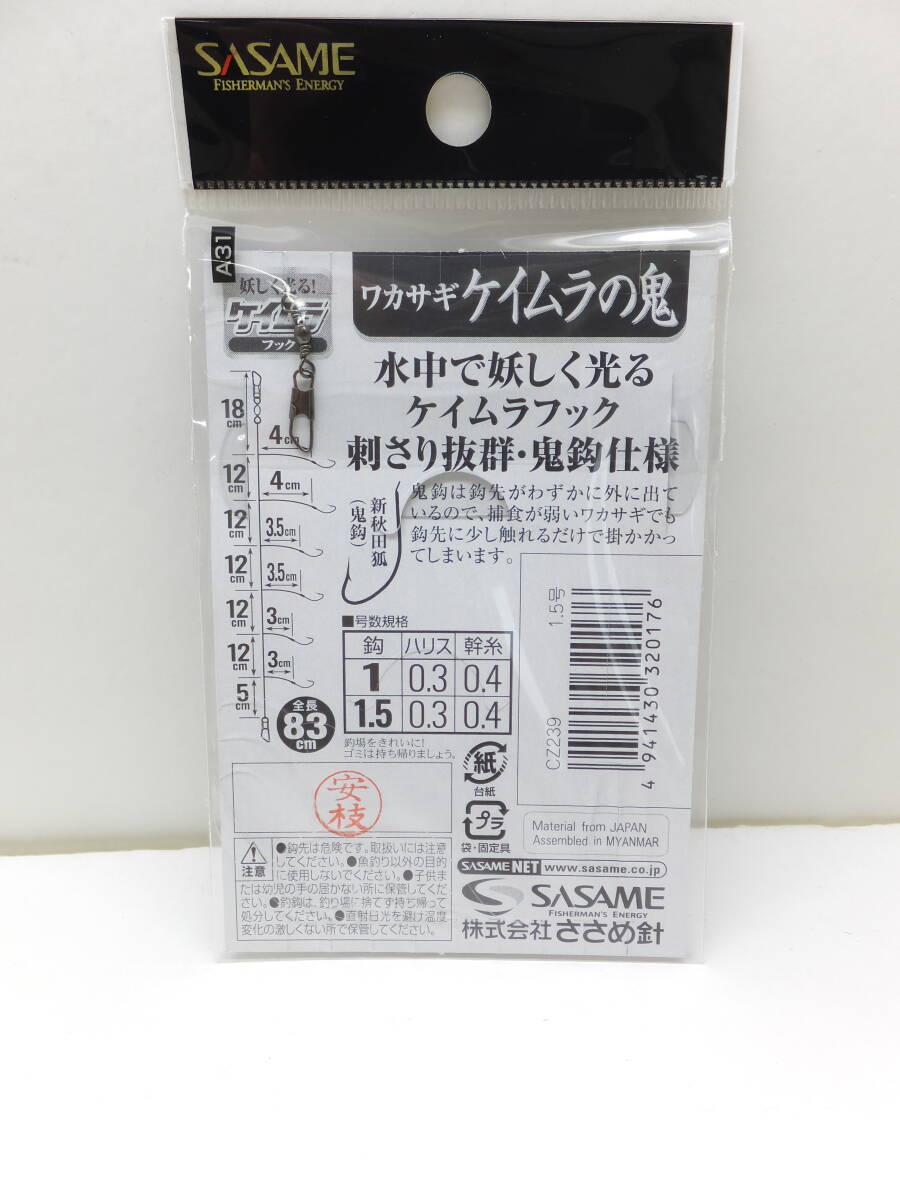 SASAME
FISHERMAN'S ENERGY
A31
妖しく光る!
ケイムラ
フック
ワカサギ ケイムラの鬼
水中で妖しく光る
ケイムラフック
刺さり抜群・鬼鈎仕様
鬼鈎は鈎先がわずかに外に出て
いるので、捕食が弱いワカサギでも
鈎先に少し触れるだけで掛かかっ
てしまいます。
新秋田狐
(鬼鈎)
18cm
4cm
12cm
4cm
12cm
3.5cm
12cm
3.5cm
12cm
3cm
12cm
3cm
5cm
全長
83cm
■号数規格
鈎 ハリス 幹糸
1 0.3 0.4
1.5 0.3 0.4
釣場をきれいに!
ゴミは持ち帰りましょう。
1.5号
CZ239
4 941430 320176
紙
台紙
プラ
袋・固定具
Material from JAPAN
Assembled in MYANMAR
安枝
注意
●鈎先は危険です。取扱いには注意
してください。●魚釣り以外の目的
に使用しないでください。●子供ま
たは幼児の手の届かない所に保管してくだ
さい。●釣鈎は、釣り場に捨てず持ち帰って
処分してください。●直射日光を避け温度
変化の激しくない所で保管してください。
SASAME NET www.sasame.co.jp
SASAME
FISHERMAN'S ENERGY
株式会社ささめ針